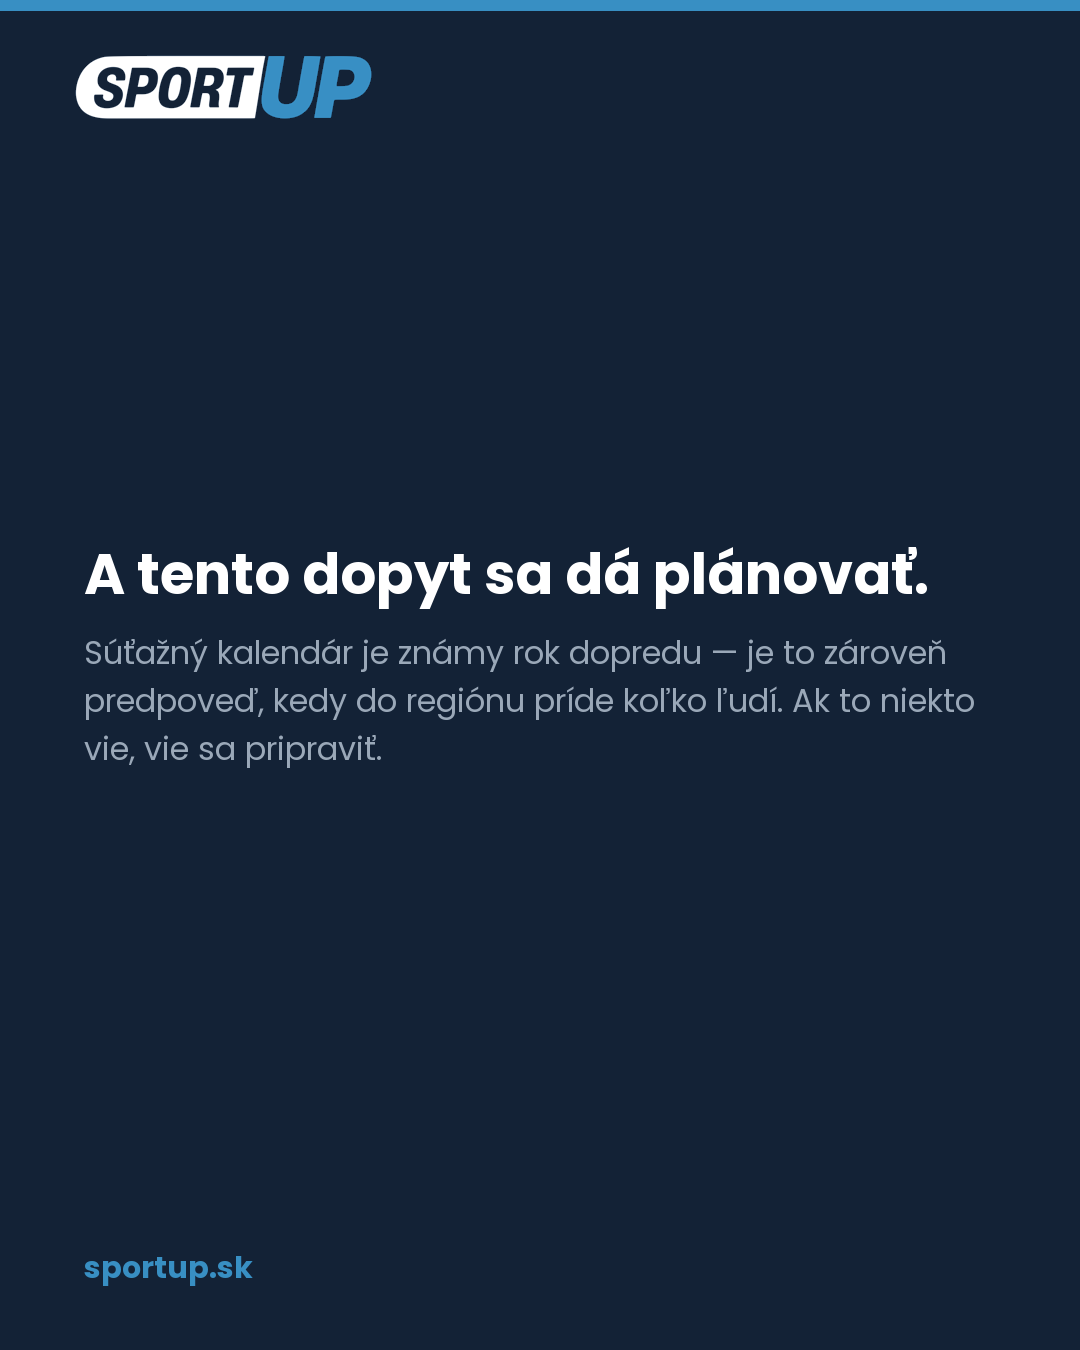 SPORTUP
A tento dopyt sa dá plánovať.
Súťažný kalendár je známy rok dopredu — je to zároveň
predpoveď, kedy do regiónu príde koľko ľudí. Ak to niekto
vie, vie sa pripraviť.
sportup.sk